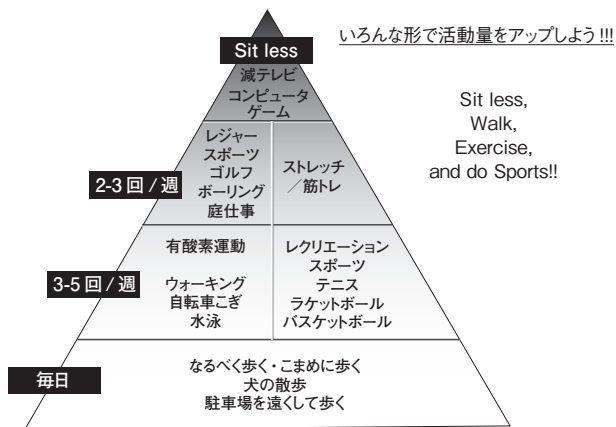 いろんな形で活動量をアップしよう!!!
Sit less
減テレビ
コンピュータ
ゲーム
Sit less,
Walk,
Exercise,
and do Sports!!
2-3 回 / 週
レジャー
スポーツ
ゴルフ
ボーリング
庭仕事
ストレッチ
／筋トレ
3-5 回 / 週
有酸素運動
ウォーキング
自転車こぎ
水泳
レクリエーション
スポーツ
テニス
ラケットボール
バスケットボール
毎日
なるべく歩く・こまめに歩く
犬の散歩
駐車場を遠くして歩く